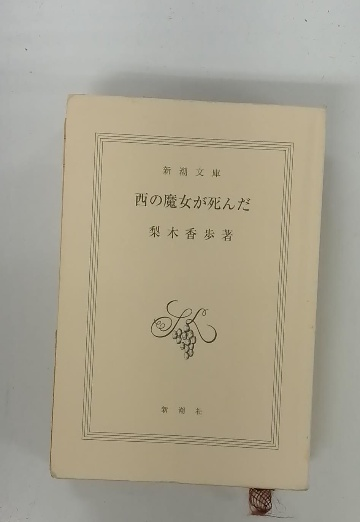 新潮文庫
西の魔女が死んだ
梨木香歩著
新潮社